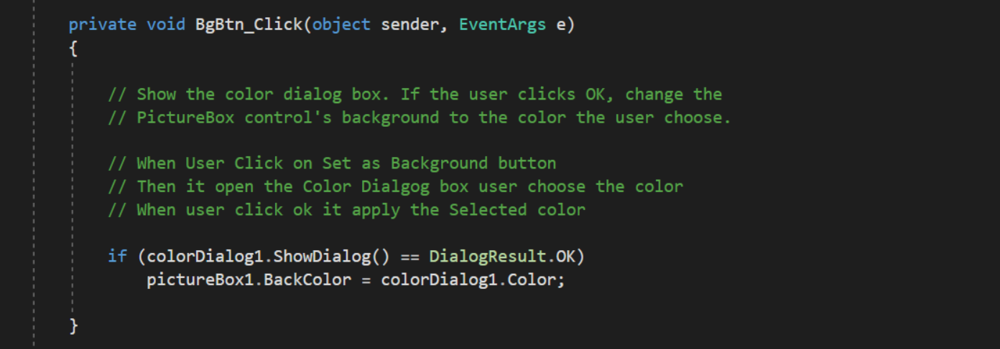 private void BgBtn_Click(object sender, EventArgs e)
{
// Show the color dialog box. If the user clicks OK, change the
// PictureBox control's background to the color the user choose.
// When User Click on Set as Background button
// Then it open the Color Dialgog box user choose the color
// When user click ok it apply the Selected color
if (colorDialog1.ShowDialog() == DialogResult.OK)
pictureBox1.BackColor = colorDialog1.Color;
}